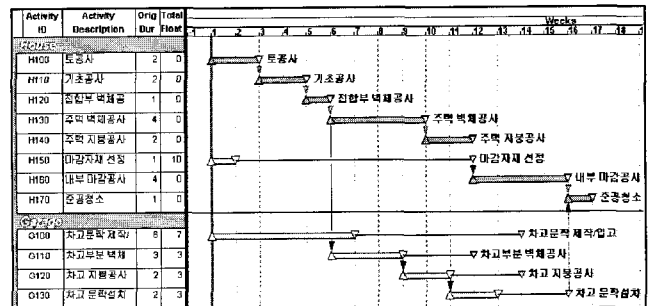 Activity ID Activity Description Orig Dur Total Float
Weeks
-1 1 2 3 4 5 6 7 8 9 10 11 12 13 14 15 16 17 18
House
H100 토공사 2 0 토공사
H110 기초공사 2 0 기초공사
H120 접합부 벽체공 1 0 접합부 벽체공사
H130 주택 벽체공사 4 0 주택 벽체공사
H140 주택 지붕공사 2 0 주택 지붕공사
H150 마감자재 선정 1 10 마감자재 선정
H160 내부 마감공사 4 0 내부 마감공사
H170 준공청소 1 0 준공청소
Garage
G100 차고문짝 제작/ 6 7 차고문짝 제작/입고
G110 차고부분 벽체 3 3 차고부분 벽체공사
G120 차고 지붕공사 2 3 차고 지붕공사
G130 차고 문짝설치 2 3 차고 문짝설치